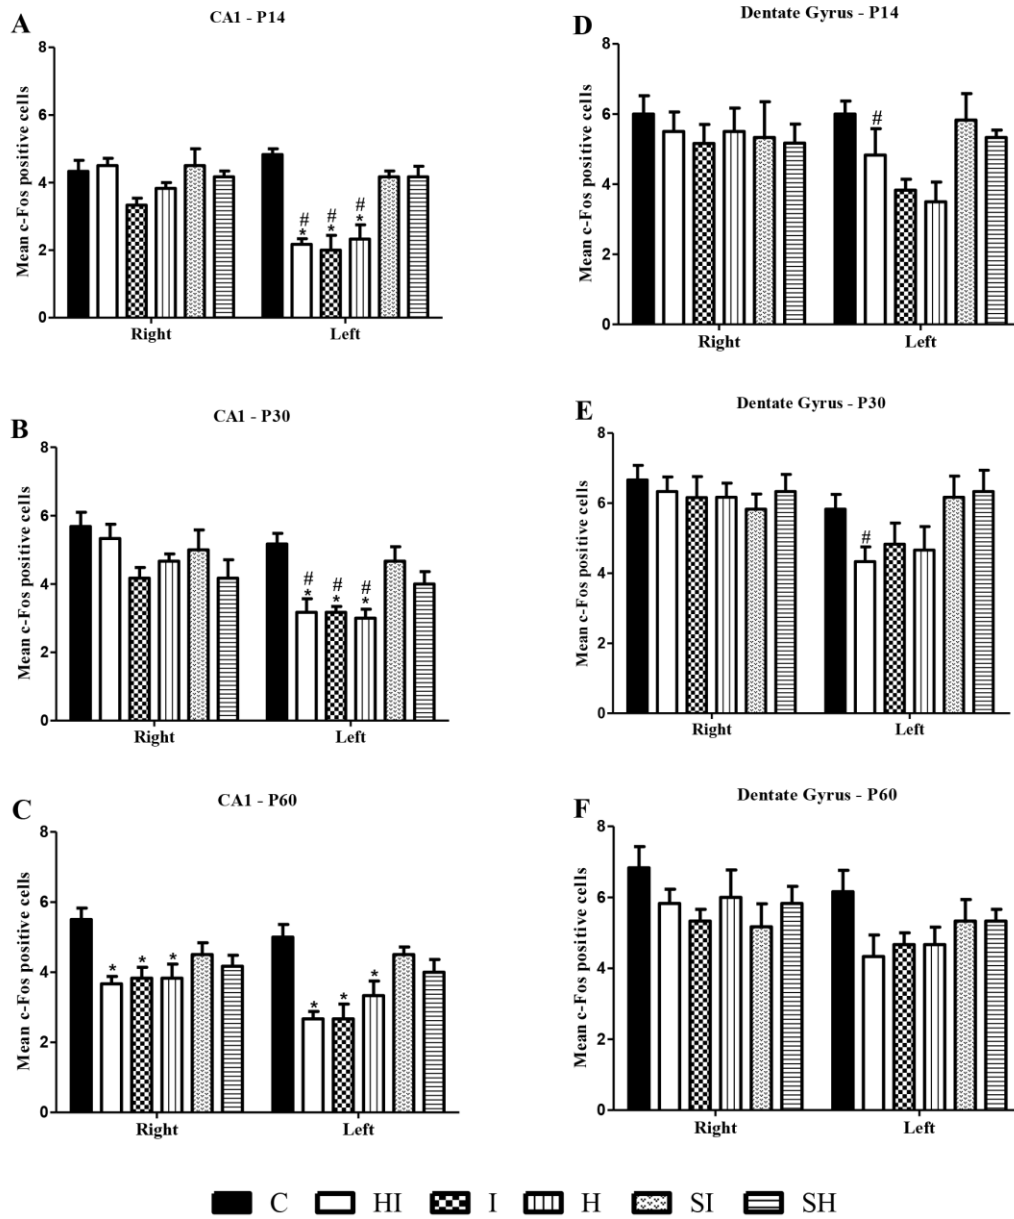 A
CA1 - P14
Mean c-Fos positive cells
8
6
4
2
0
# # #
* * *
Right Left
B
CA1 - P30
Mean c-Fos positive cells
8
6
4
2
0
# # #
* * *
Right Left
C
CA1 - P60
Mean c-Fos positive cells
8
6
4
2
0
* * * * * *
Right Left
D
Dentate Gyrus - P14
Mean c-Fos positive cells
8
6
4
2
0
#
Right Left
E
Dentate Gyrus - P30
Mean c-Fos positive cells
8
6
4
2
0
#
Right Left
F
Dentate Gyrus - P60
Mean c-Fos positive cells
8
6
4
2
0
Right Left
C HI I H SI SH